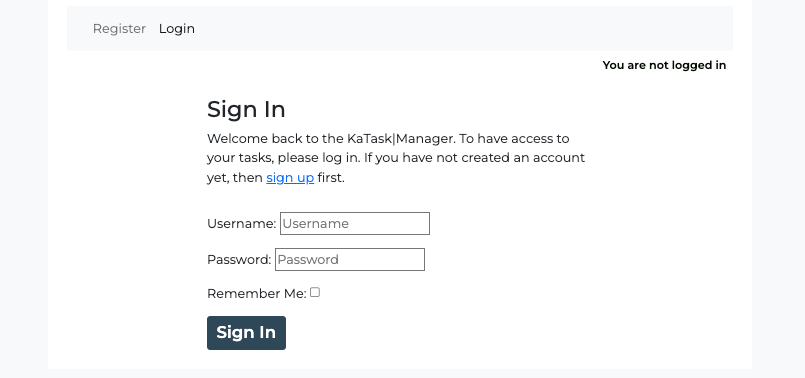 Register Login
You are not logged in
Sign In
Welcome back to the KaTask|Manager. To have access to
your tasks, please log in. If you have not created an account
yet, then sign up first.
Username: Username
Password: Password
Remember Me:
Sign In